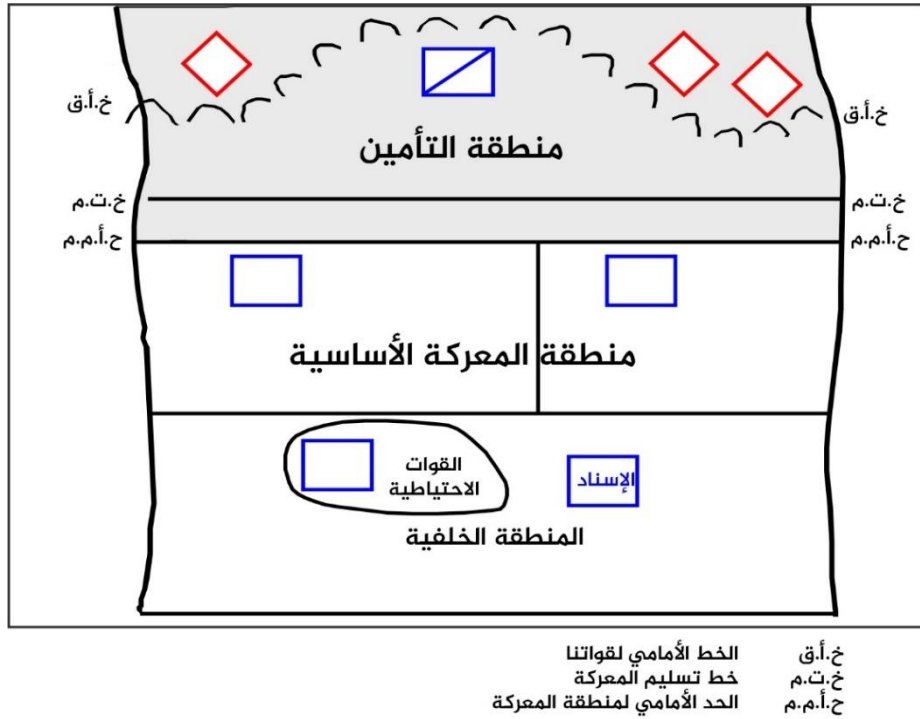 خ.أ.ق
خ.أ.ق
منطقة التأمين
خ.ت.م
خ.ت.م
ح.أ.م.م
ح.أ.م.م
منطقة المعركة الأساسية
القوات
الاحتياطية
الإسناد
المنطقة الخلفية
خ.أ.ق الخط الأمامي لقواتنا
خ.ت.م خط تسليم المعركة
ح.أ.م.م الحد الأمامي لمنطقة المعركة